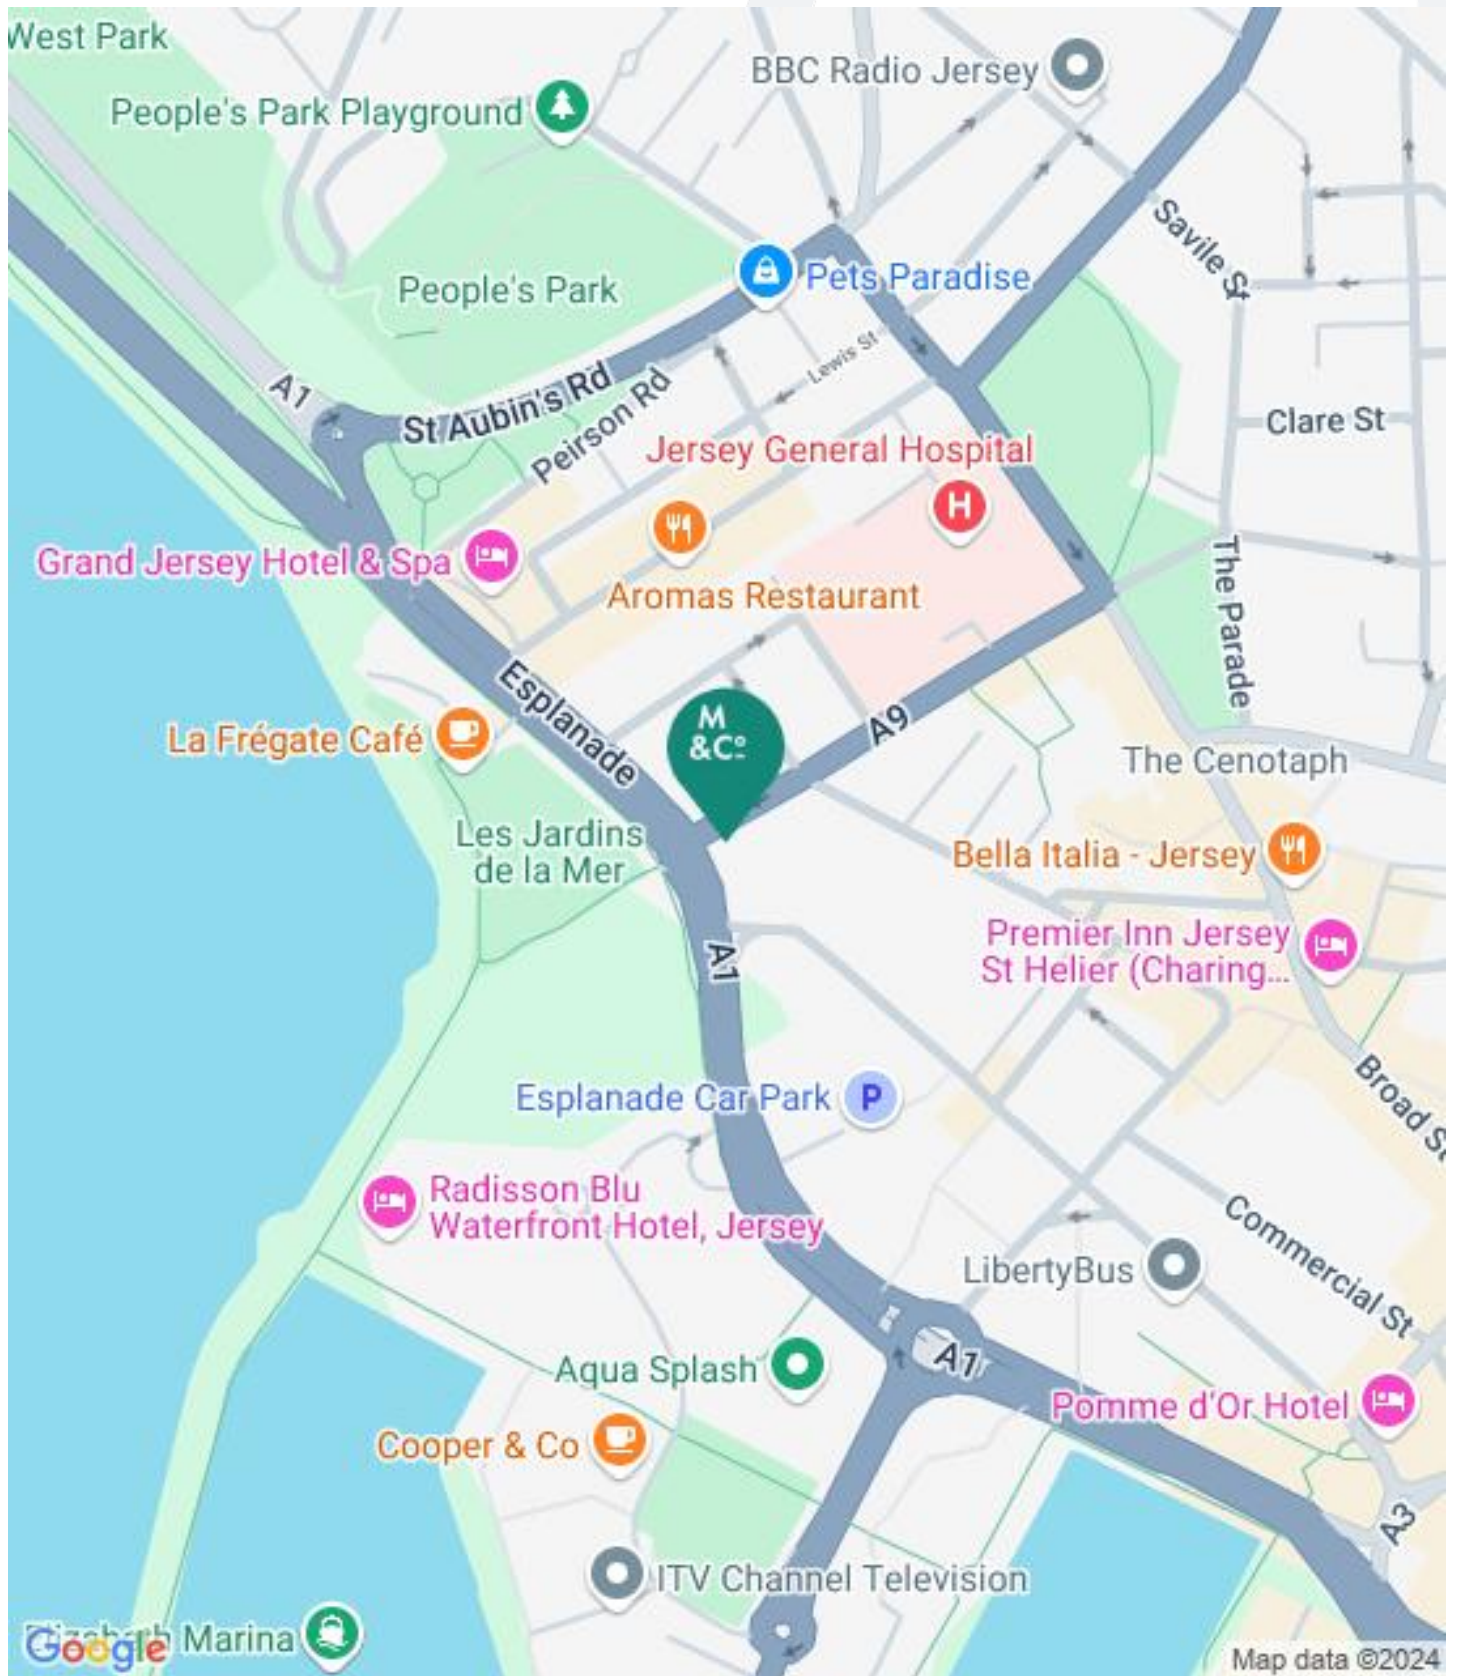 West Park
BBC Radio Jersey
People's Park Playground
Savile St
Pets Paradise
People's Park
Lewis St
A1
St Aubin's Rd
Peirson Rd
Clare St
Jersey General Hospital
H
Grand Jersey Hotel & Spa
Aromas Restaurant
The Parade
Esplanade
M
&Co
A9
La Frégate Café
The Cenotaph
Les Jardins
de la Mer
Bella Italia - Jersey
A1
Premier Inn Jersey
St Helier (Charing...
Esplanade Car Park
P
Broad St
Radisson Blu
Waterfront Hotel, Jersey
Commercial St
LibertyBus
Aqua Splash
A1
Pomme d'Or Hotel
Cooper & Co
A3
ITV Channel Television
Elizabeth Marina
Google
Map data ©2024